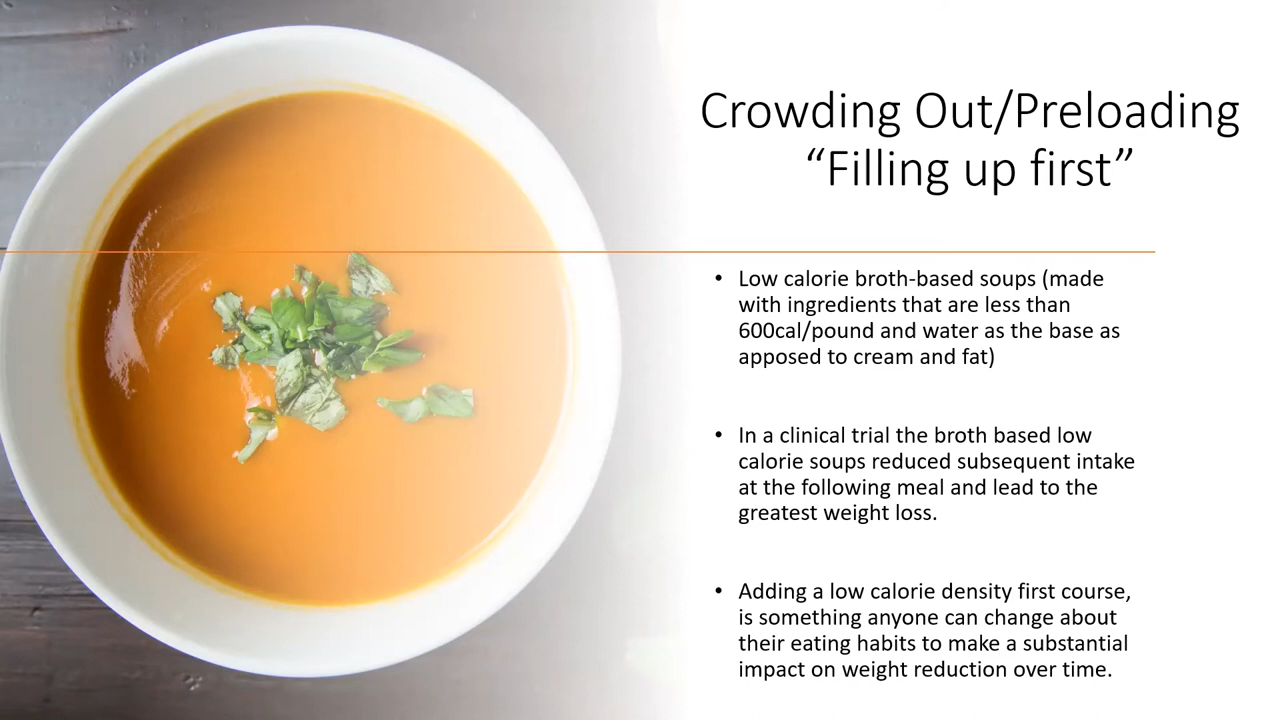 Crowding Out/Preloading
“Filling up first”
• Low calorie broth-based soups (made
with ingredients that are less than
600cal/pound and water as the base as
apposed to cream and fat)
• In a clinical trial the broth based low
calorie soups reduced subsequent intake
at the following meal and lead to the
greatest weight loss.
• Adding a low calorie density first course,
is something anyone can change about
their eating habits to make a substantial
impact on weight reduction over time.